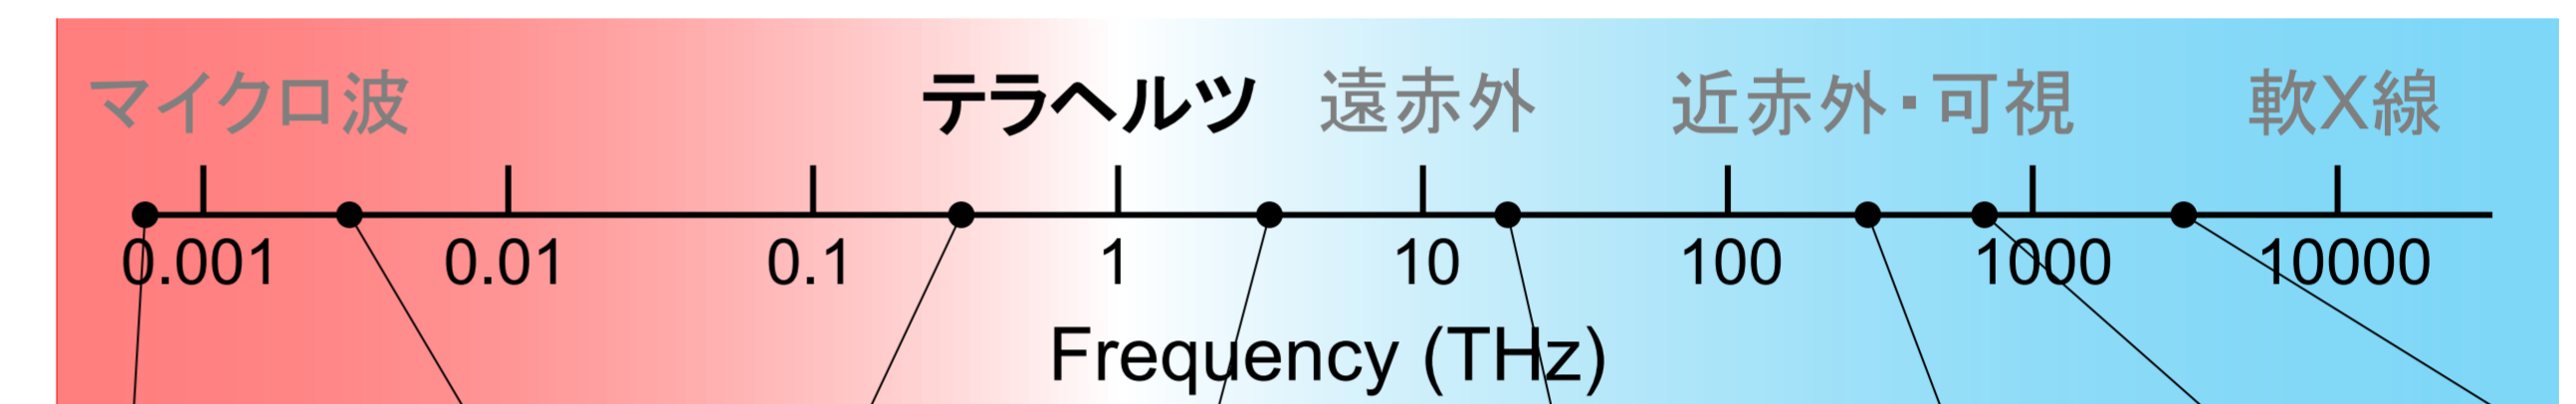 マイクロ波 テラヘルツ 遠赤外 近赤外・可視 軟X線
0.001 0.01 0.1 1 10 100 1000 10000
Frequency (THz)